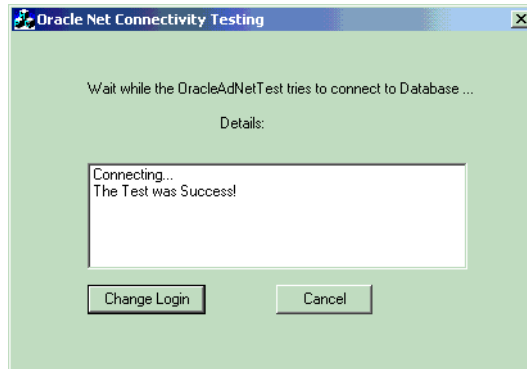 Oracle Net Connectivity Testing
Wait while the OracleAdNetTest tries to connect to Database ...
Details:
Connecting...
The Test was Success!
Change Login
Cancel